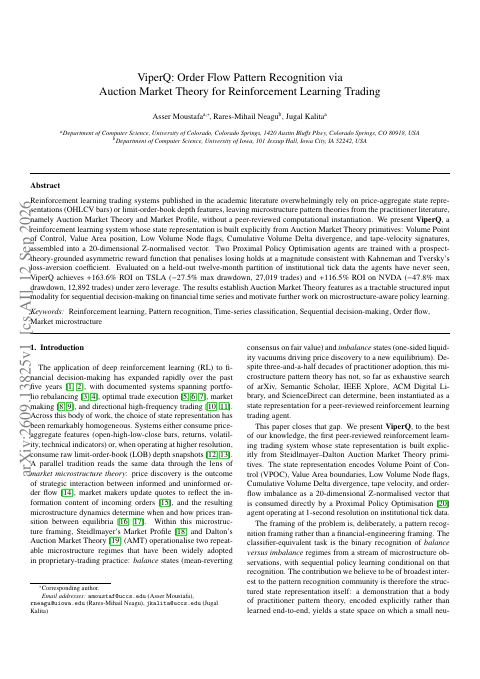 ViperQ: Order Flow Pattern Recognition via
Auction Market Theory for Reinforcement Learning Trading
Asser Moustafaa,∗, Rares-Mihail Neagub, Jugal Kalitaa
aDepartment of Computer Science, University of Colorado, Colorado Springs, 1420 Austin Bluffs Pkwy, Colorado Springs, CO 80918, USA
bDepartment of Computer Science, University of Iowa, 101 Jessup Hall, Iowa City, IA 52242, USA
Abstract
Reinforcement learning trading systems published in the academic literature overwhelmingly rely on price-aggregate state repre-
sentations (OHLCV bars) or limit-order-book depth features, leaving microstructure pattern theories from the practitioner literature,
namely Auction Market Theory and Market Profile, without a peer-reviewed computational instantiation. We present ViperQ, a
reinforcement learning system whose state representation is built explicitly from Auction Market Theory primitives: Volume Point
of Control, Value Area position, Low Volume Node flags, Cumulative Volume Delta divergence, and tape-velocity signatures,
assembled into a 20-dimensional Z-normalised vector. Two Proximal Policy Optimisation agents are trained with a prospect-
theory-grounded asymmetric reward function that penalises losing holds at a magnitude consistent with Kahneman and Tversky's
loss-aversion coefficient. Evaluated on a held-out twelve-month partition of institutional tick data the agents have never seen,
ViperQ achieves +163.6% ROI on TSLA (−27.5% max drawdown, 27,019 trades) and +116.5% ROI on NVDA (−47.8% max
drawdown, 12,892 trades) under zero leverage. The results establish Auction Market Theory features as a tractable structured input
modality for sequential decision-making on financial time series and motivate further work on microstructure-aware policy learning.
Keywords: Reinforcement learning, Pattern recognition, Time-series classification, Sequential decision-making, Order flow,
Market microstructure
1. Introduction
The application of deep reinforcement learning (RL) to fi-
nancial decision-making has expanded rapidly over the past
five years [1, 2], with documented systems spanning portfo-
lio rebalancing [3, 4], optimal trade execution [5, 6, 7], market
making [8, 9], and directional high-frequency trading [10, 11].
Across this body of work, the choice of state representation has
been remarkably homogeneous. Systems either consume price-
aggregate features (open-high-low-close bars, returns, volatil-
ity, technical indicators) or, when operating at higher resolution,
consume raw limit-order-book (LOB) depth snapshots [12, 13].
A parallel tradition reads the same data through the lens of
market microstructure theory: price discovery is the outcome
of strategic interaction between informed and uninformed or-
der flow [14], market makers update quotes to reflect the in-
formation content of incoming orders [15], and the resulting
microstructure dynamics determine when and how prices tran-
sition between equilibria [16, 17]. Within this microstruc-
ture framing, Steidlmayer's Market Profile [18] and Dalton's
Auction Market Theory [19] (AMT) operationalise two repeat-
able microstructure regimes that have been widely adopted
in proprietary-trading practice: balance states (mean-reverting
∗Corresponding author.
Email addresses: amoustaf@uccs.edu (Asser Moustafa),
rneagu@uiowa.edu (Rares-Mihail Neagu), jkalita@uccs.edu (Jugal
Kalita)
consensus on fair value) and imbalance states (one-sided liquid-
ity vacuums driving price discovery to a new equilibrium). De-
spite three-and-a-half decades of practitioner adoption, this mi-
crostructure pattern theory has not, so far as exhaustive search
of arXiv, Semantic Scholar, IEEE Xplore, ACM Digital Li-
brary, and ScienceDirect can determine, been instantiated as a
state representation for a peer-reviewed reinforcement learning
trading agent.
This paper closes that gap. We present ViperQ, to the best
of our knowledge, the first peer-reviewed reinforcement learn-
ing trading system whose state representation is built explic-
itly from Steidlmayer–Dalton Auction Market Theory primi-
tives. The state representation encodes Volume Point of Con-
trol (VPOC), Value Area boundaries, Low Volume Node flags,
Cumulative Volume Delta divergence, tape velocity, and order-
flow imbalance as a 20-dimensional Z-normalised vector that
is consumed directly by a Proximal Policy Optimisation [20]
agent operating at 1-second resolution on institutional tick data.
The framing of the problem is, deliberately, a pattern recog-
nition framing rather than a financial-engineering framing. The
classifier-equivalent task is the binary recognition of balance
versus imbalance regimes from a stream of microstructure ob-
servations, with sequential policy learning conditional on that
recognition. The contribution we believe to be of broadest inter-
est to the pattern recognition community is therefore the struc-
tured state representation itself: a demonstration that a body
of practitioner pattern theory, encoded explicitly rather than
learned end-to-end, yields a state space on which a small neu-
arXiv:2609.13825v1 [cs.AI] 12 Sep 2026